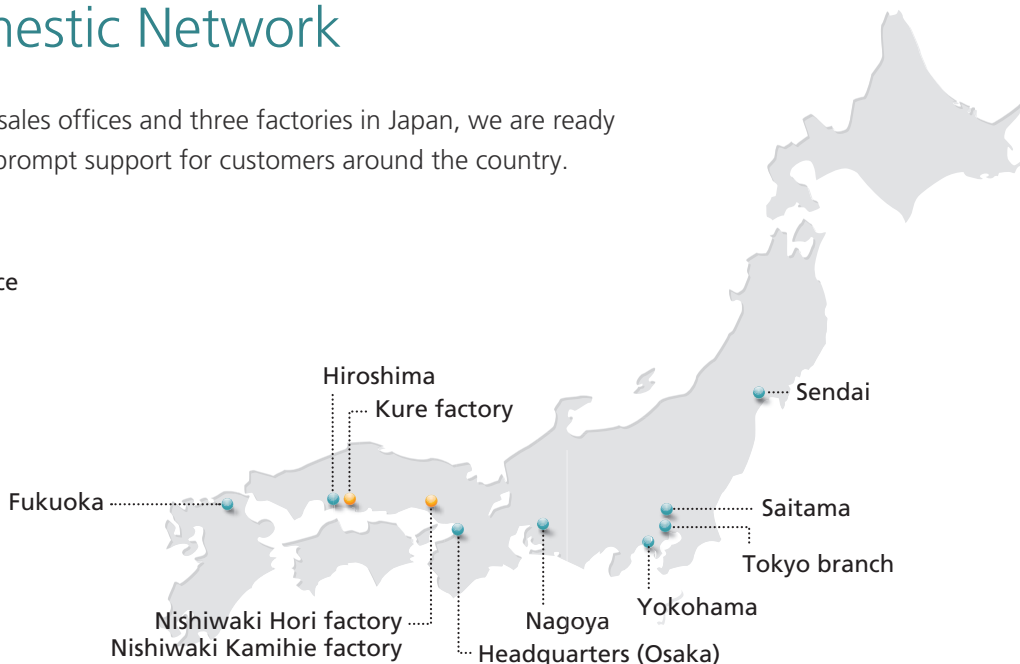 nestic Network
sales offices and three factories in Japan, we are ready
prompt support for customers around the country.
ce
Hiroshima
Kure factory
Sendai
Fukuoka
Saitama
Tokyo branch
Yokohama
Nishiwaki Hori factory
Nagoya
Nishiwaki Kamihie factory
Headquarters (Osaka)